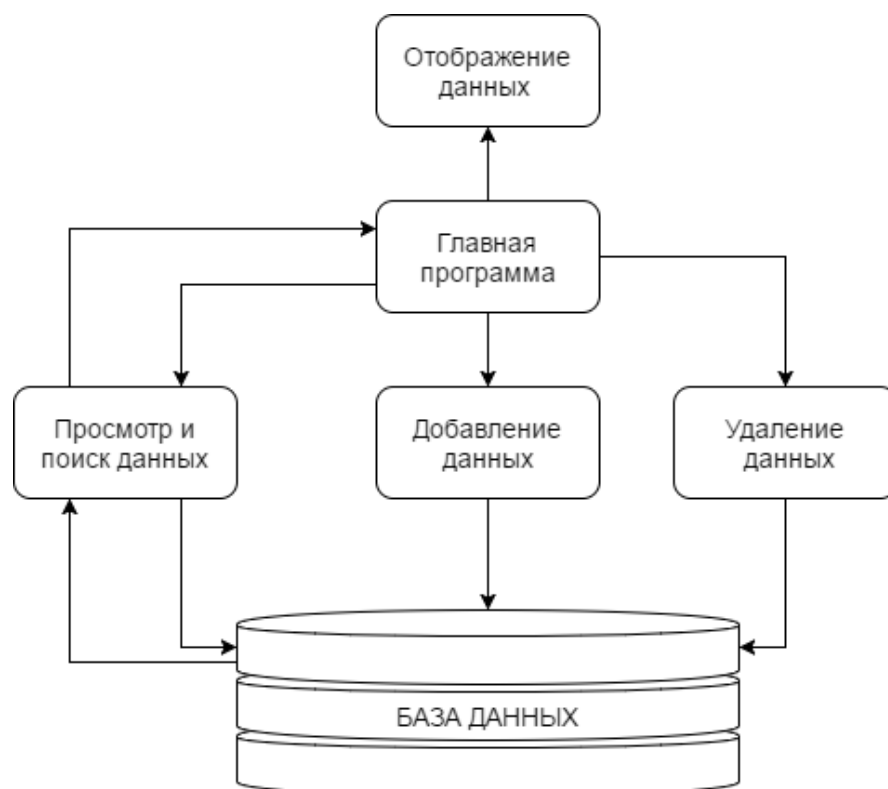 Отображение
данных
Главная
программа
Просмотр и
поиск данных
Добавление
данных
Удаление
данных
БАЗА ДАННЫХ